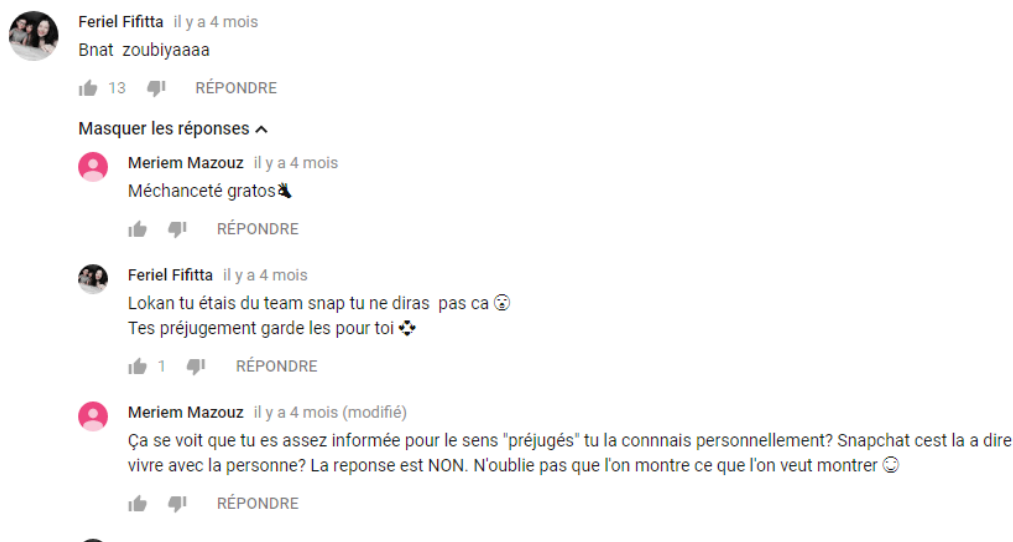 Feriel Fifitta il y a 4 mois
Bnat zoubiyaaaa
13 RÉPONDRE
Masquer les réponses
Meriem Mazouz il y a 4 mois
Méchanceté gratos
RÉPONDRE
Feriel Fifitta il y a 4 mois
Lokan tu étais du team snap tu ne diras pas ca
Tes préjugement garde les pour toi
1 RÉPONDRE
Meriem Mazouz il y a 4 mois (modifié)
Ça se voit que tu es assez informée pour le sens "préjugés" tu la connnais personnellement? Snapchat cest la a dire
vivre avec la personne? La reponse est NON. N'oublie pas que l'on montre ce que l'on veut montrer
RÉPONDRE